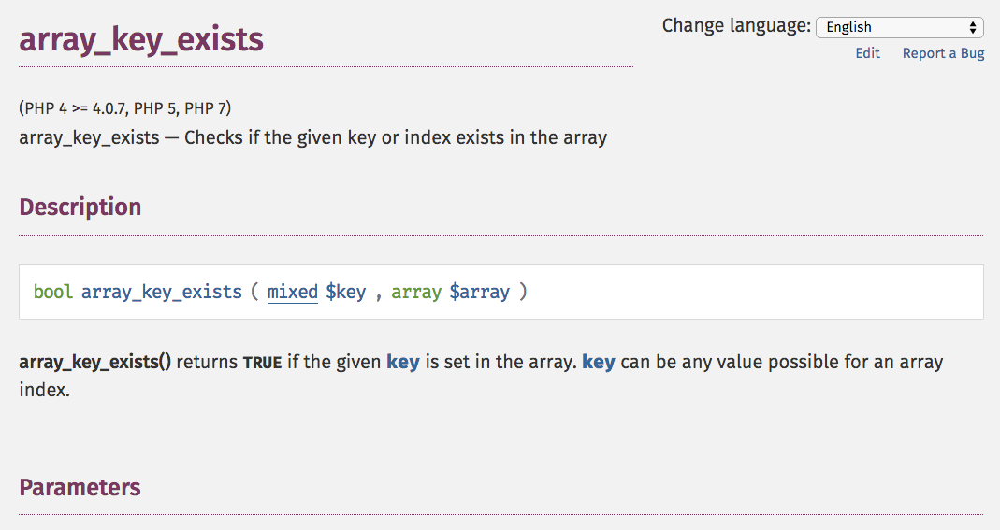 array_key_exists
Change language: English
Edit Report a Bug
(PHP 4 >= 4.0.7, PHP 5, PHP 7)
array_key_exists — Checks if the given key or index exists in the array
Description
bool array_key_exists ( mixed $key , array $array )
array_key_exists() returns TRUE if the given key is set in the array. key can be any value possible for an array
index.
Parameters